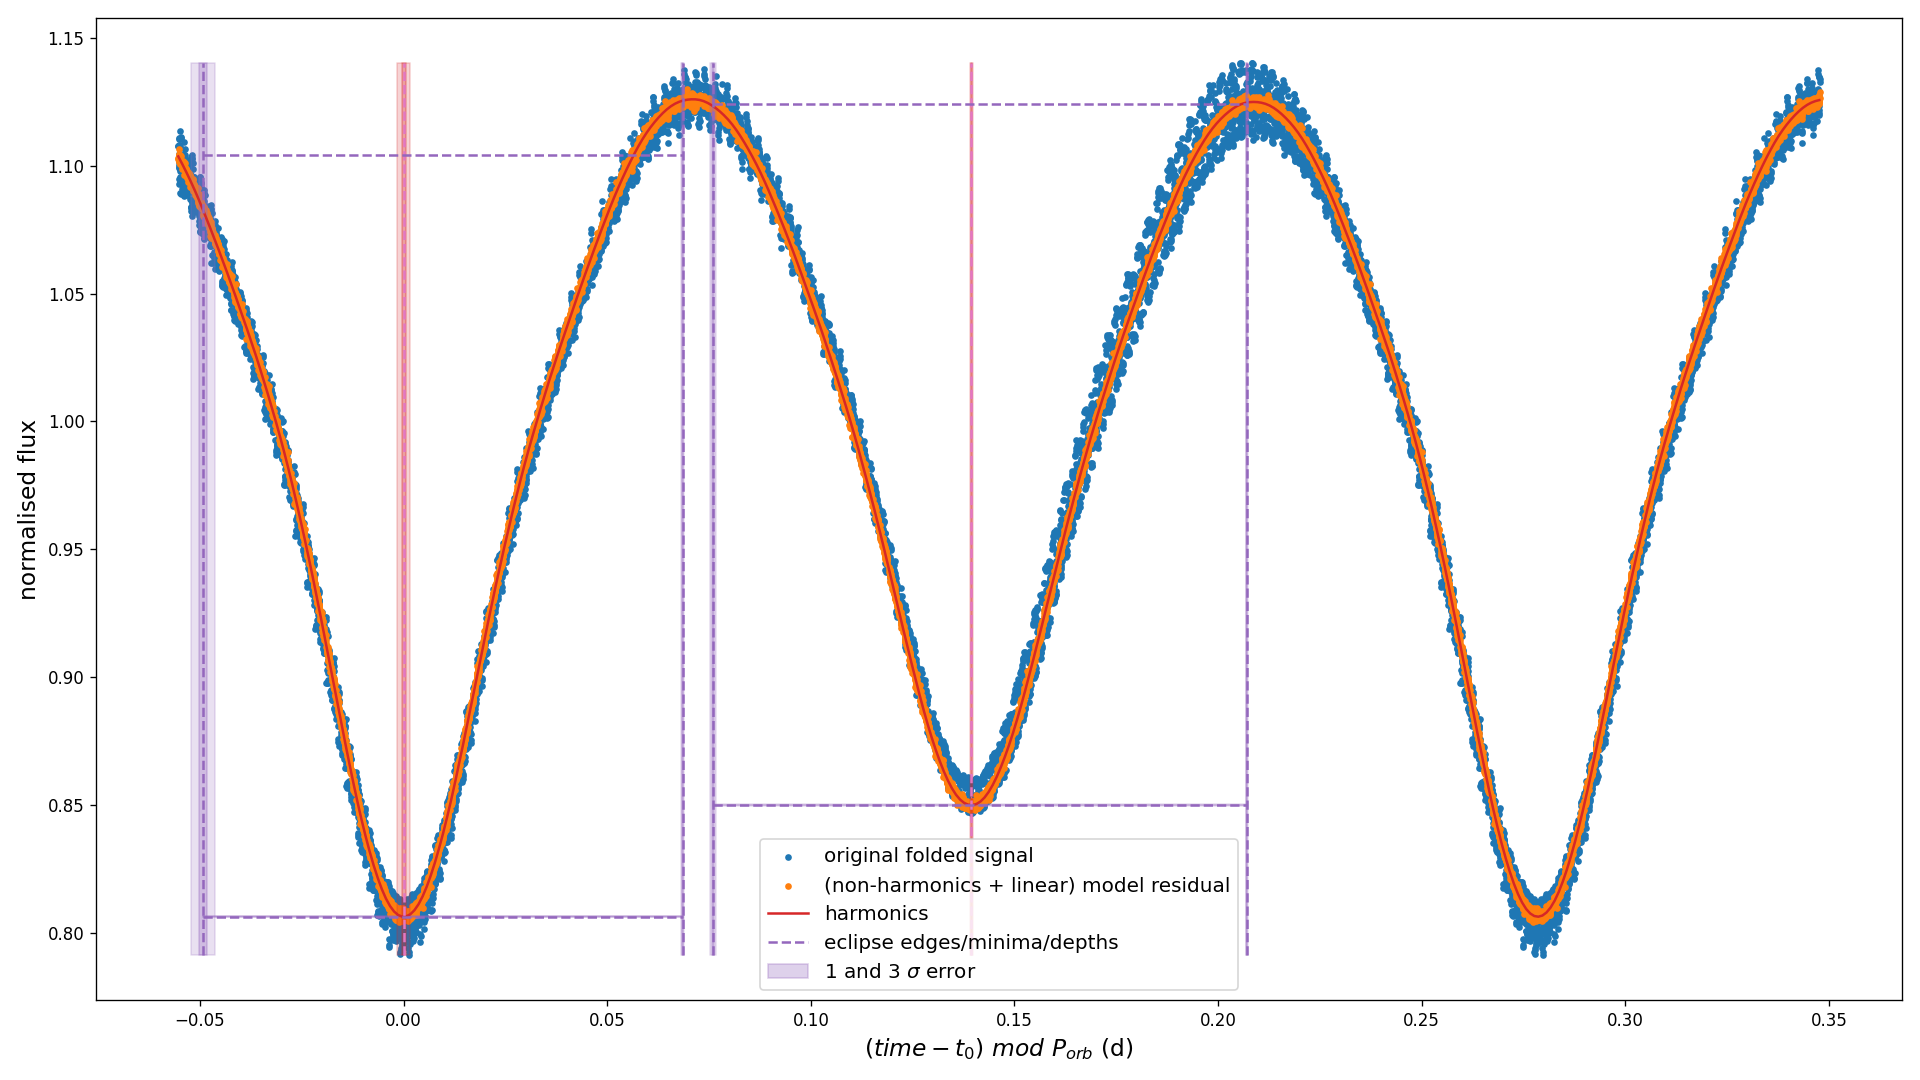 1.15
1.10
1.05
1.00
0.95
0.90
0.85
0.80
normalised flux
original folded signal
(non-harmonics + linear) model residual
harmonics
eclipse edges/minima/depths
1 and 3 σ error
−0.05 0.00 0.05 0.10 0.15 0.20 0.25 0.30 0.35
(time − t₀) mod P_orb (d)